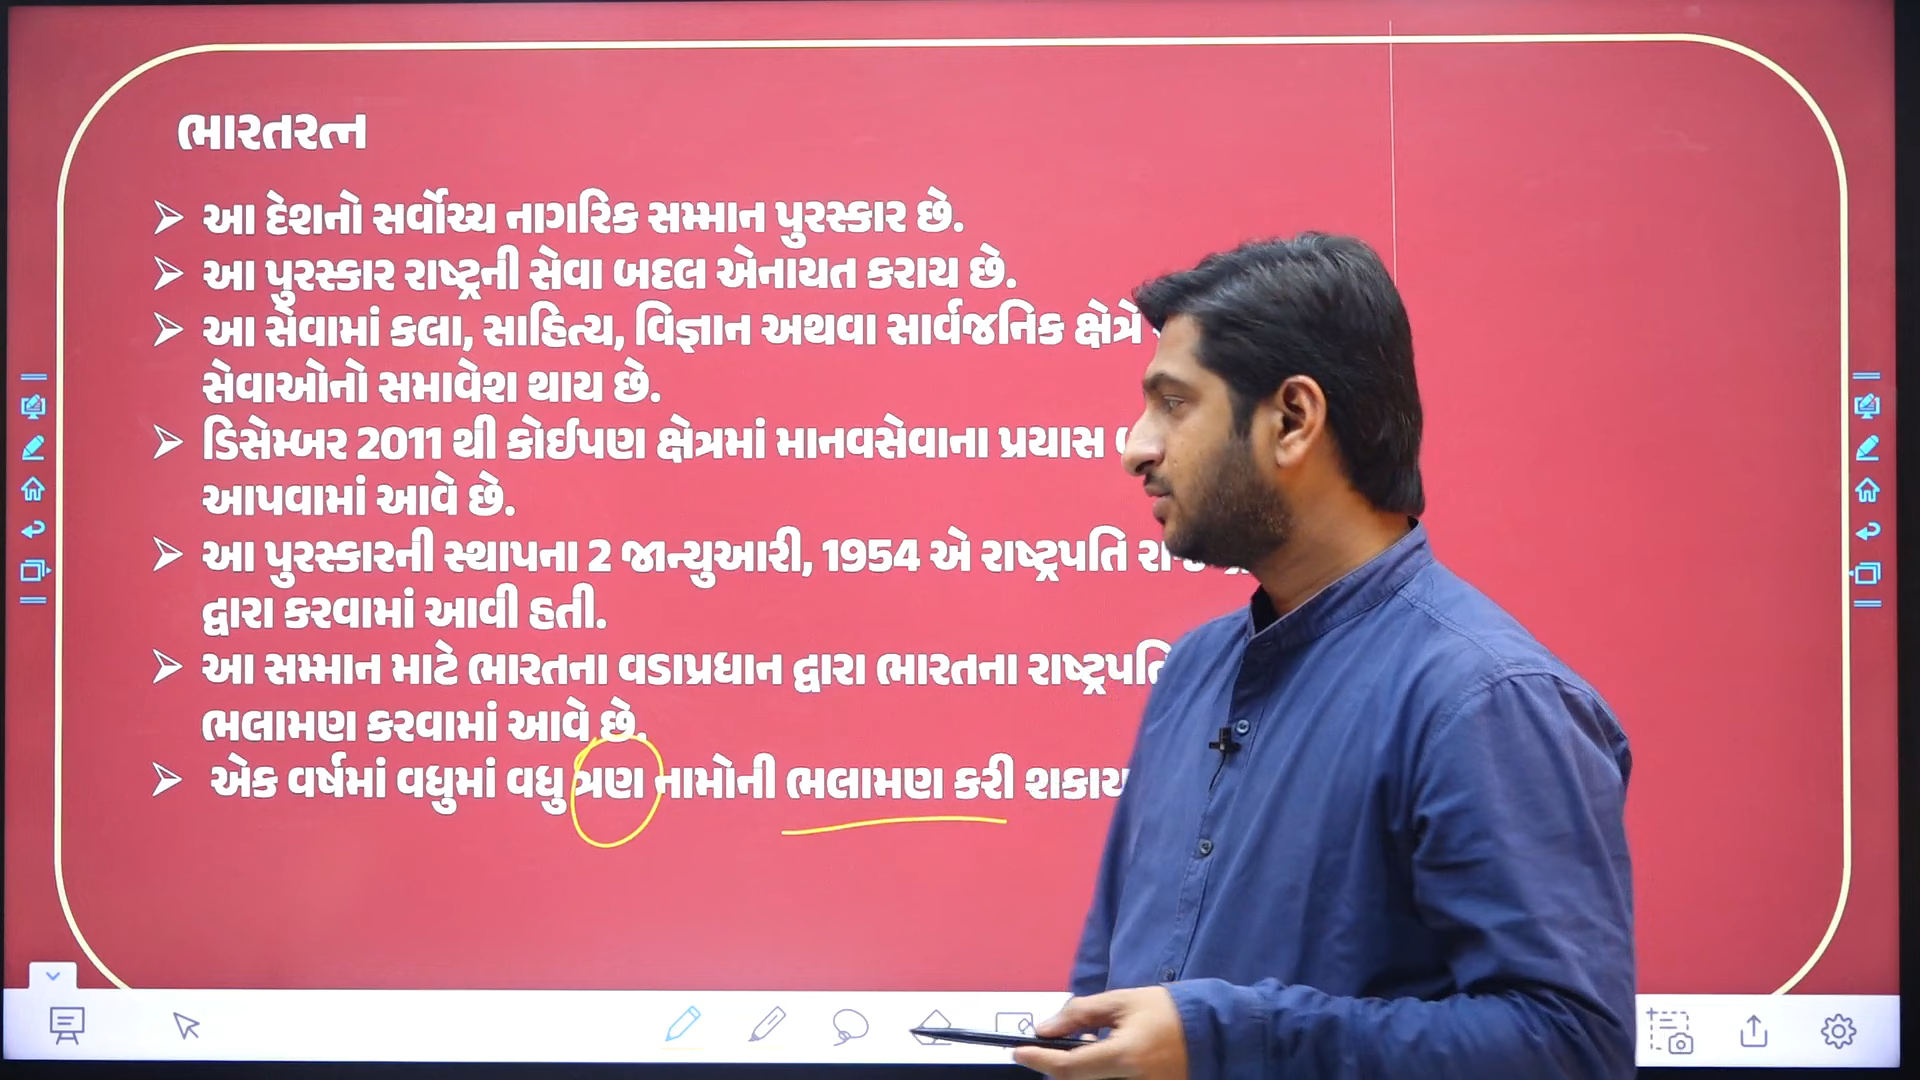 ભારતરત્ન
આ દેશનો સર્વોચ્ચ નાગરિક સમ્માન પુરસ્કાર છે.
આ પુરસ્કાર રાષ્ટ્રની સેવા બદલ એનાયત કરાય છે.
આ સેવામાં કલા, સાહિત્ય, વિજ્ઞાન અથવા સાર્વજનિક ક્ષેત્રે
સેવાઓનો સમાવેશ થાય છે.
ડિસેમ્બર 2011 થી કોઈપણ ક્ષેત્રમાં માનવસેવાના પ્રયાસ
આપવામાં આવે છે.
આ પુરસ્કારની સ્થાપના 2 જાન્યુઆરી, 1954 એ રાષ્ટ્રપતિ
દ્વારા કરવામાં આવી હતી.
આ સમ્માન માટે ભારતના વડાપ્રધાન દ્વારા ભારતના રાષ્ટ્રપતિ
ભલામણ કરવામાં આવે છે.
એક વર્ષમાં વધુમાં વધુ ત્રણ નામોની ભલામણ કરી શકાય